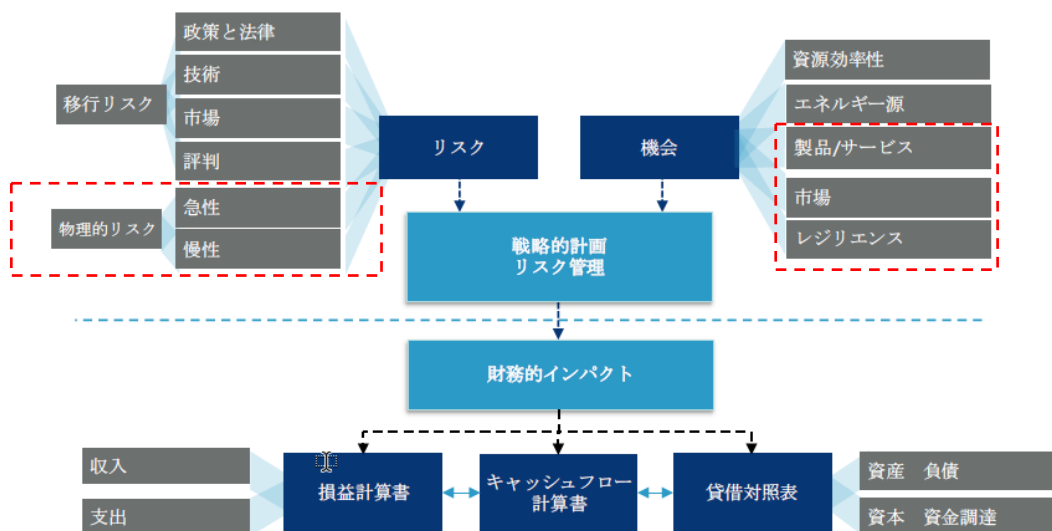 政策と法律
技術
移行リスク
市場
評判
物理的リスク
急性
慢性
リスク
機会
資源効率性
エネルギー源
製品/サービス
市場
レジリエンス
戦略的計画
リスク管理
財務的インパクト
収入
支出
損益計算書
キャッシュフロー
計算書
貸借対照表
資産　負債
資本　資金調達